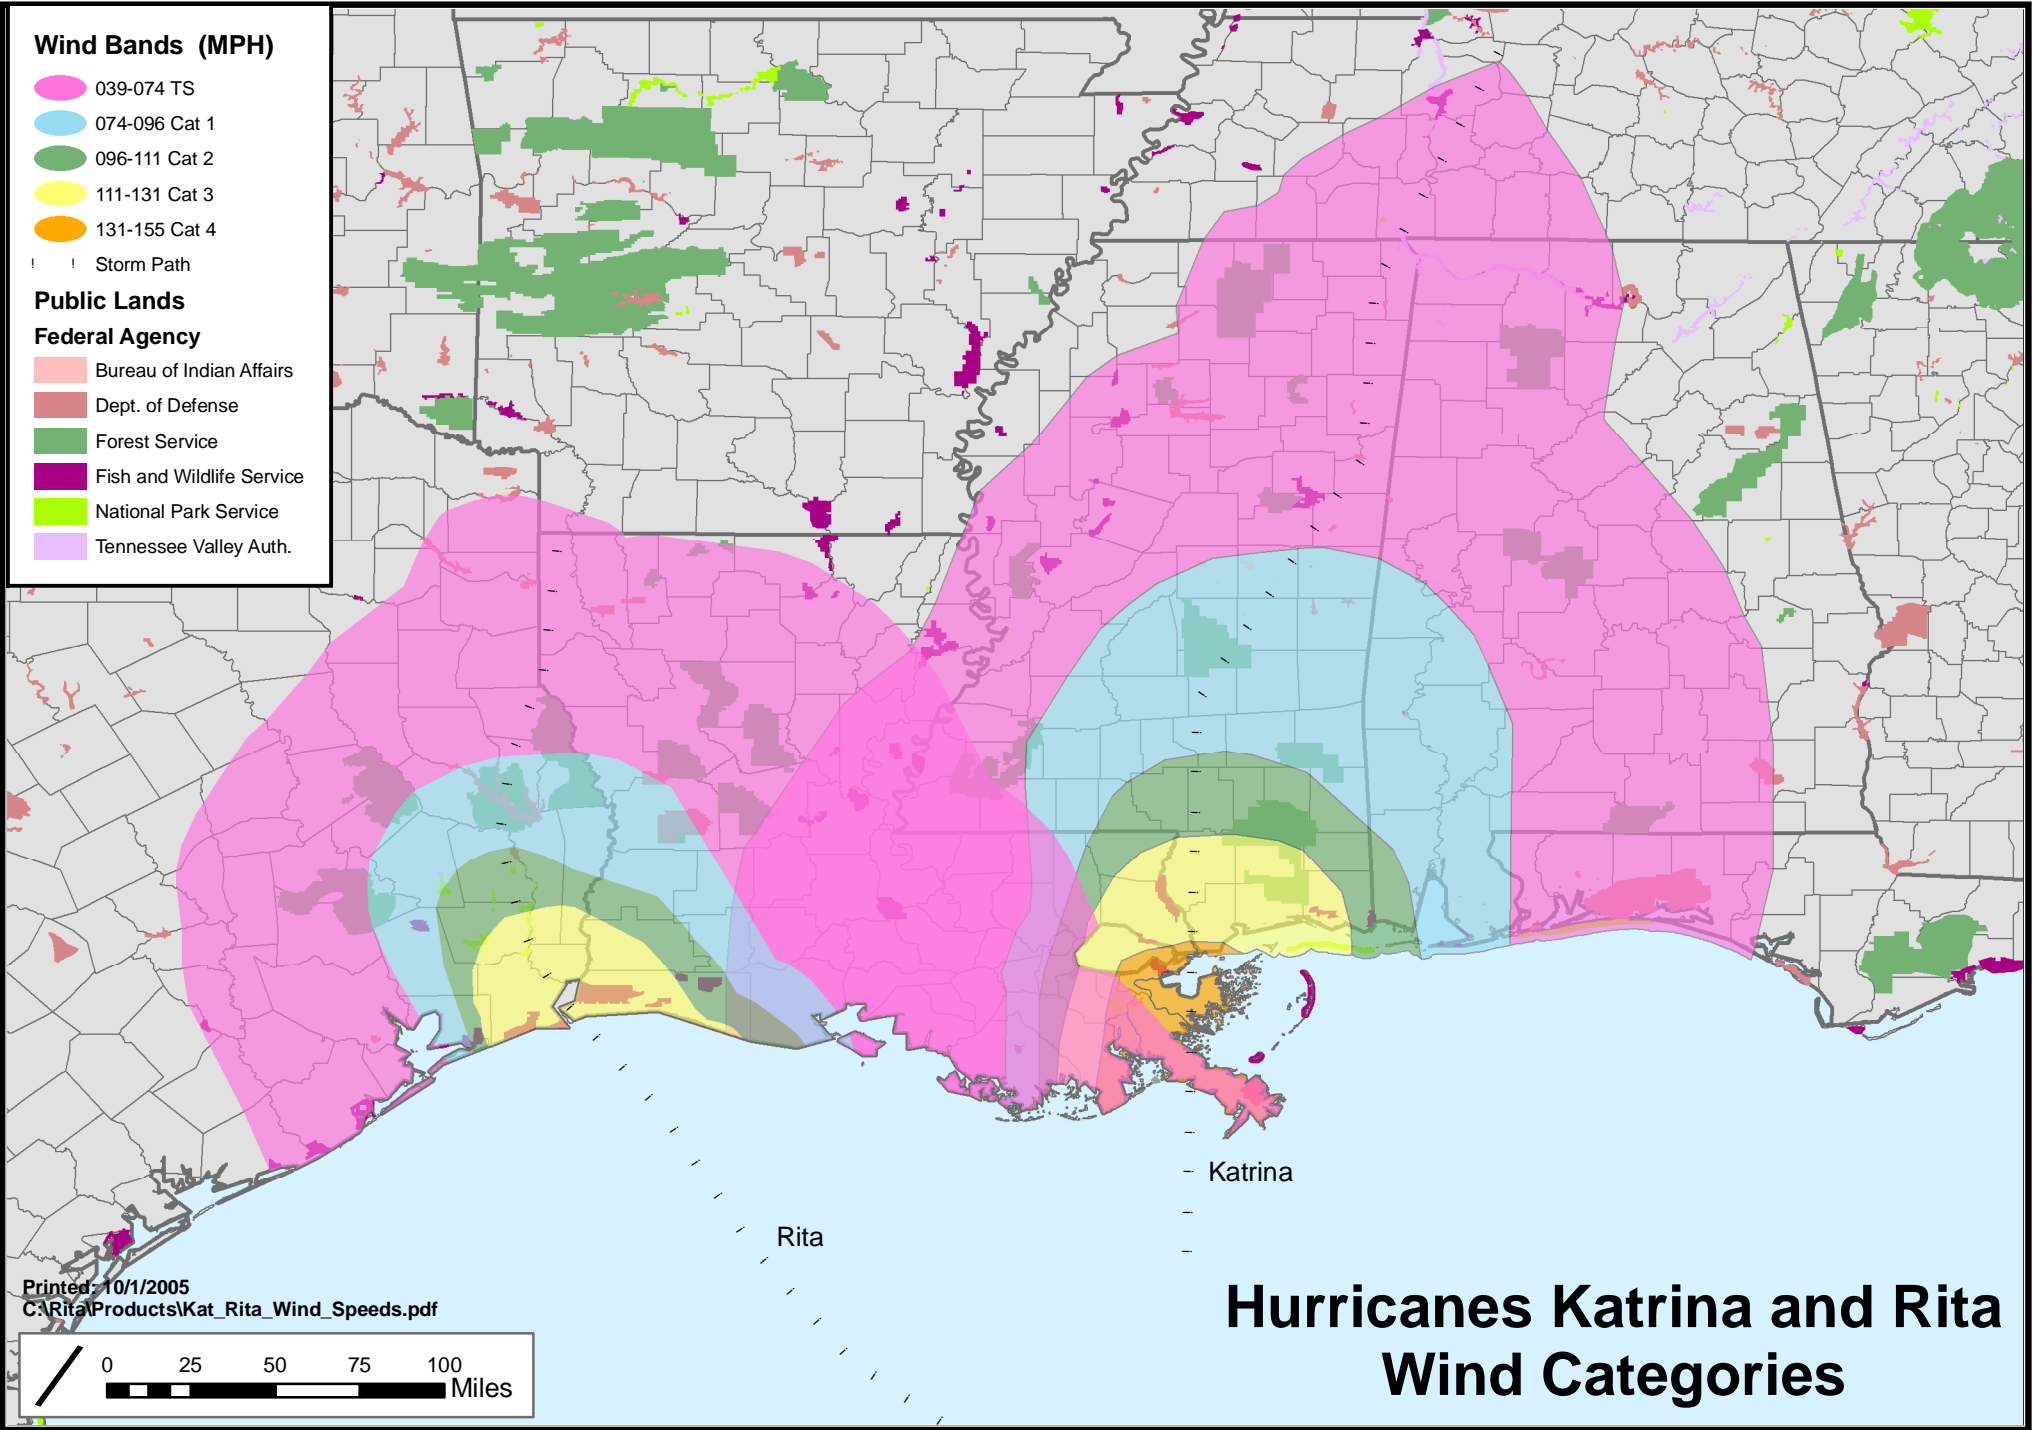 Wind Bands (MPH)
039-074 TS
074-096 Cat 1
096-111 Cat 2
111-131 Cat 3
131-155 Cat 4
! ! Storm Path
Public Lands
Federal Agency
Bureau of Indian Affairs
Dept. of Defense
Forest Service
Fish and Wildlife Service
National Park Service
Tennessee Valley Auth.
Katrina
Rita
Printed: 10/1/2005
C:\Rita\Products\Kat_Rita_Wind_Speeds.pdf
0 25 50 75 100
Miles
Hurricanes Katrina and Rita
Wind Categories